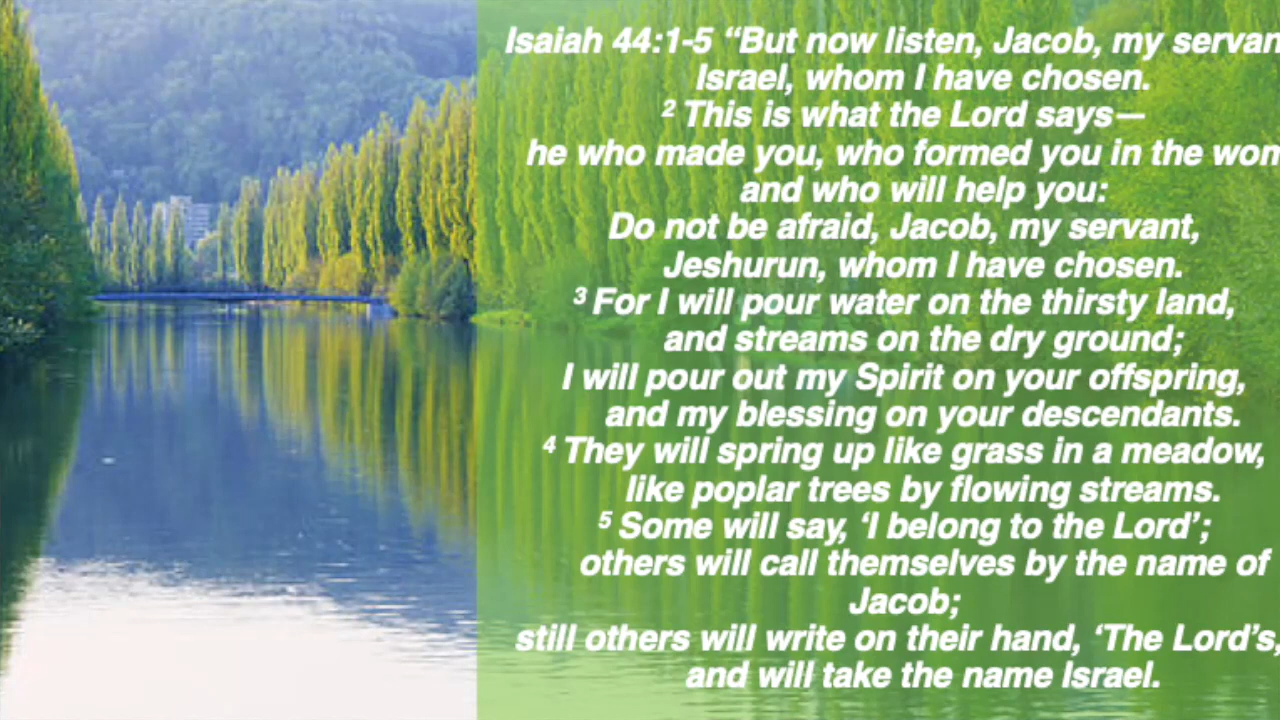 Isaiah 44:1-5 “But now listen, Jacob, my servan
Israel, whom I have chosen.
² This is what the Lord says—
he who made you, who formed you in the wom
and who will help you:
Do not be afraid, Jacob, my servant,
Jeshurun, whom I have chosen.
³ For I will pour water on the thirsty land,
and streams on the dry ground;
I will pour out my Spirit on your offspring,
and my blessing on your descendants.
⁴ They will spring up like grass in a meadow,
like poplar trees by flowing streams.
⁵ Some will say, ‘I belong to the Lord’;
others will call themselves by the name of
Jacob;
still others will write on their hand, ‘The Lord’s,
and will take the name Israel.